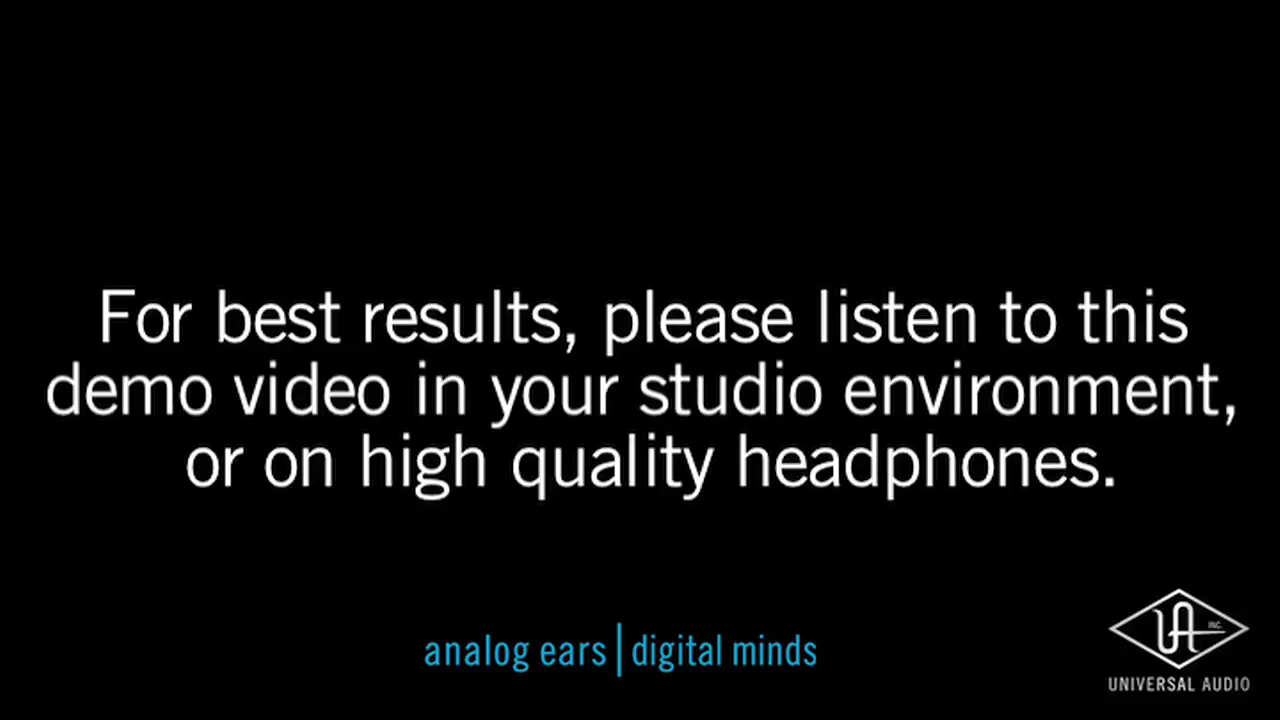 For best results, please listen to this
demo video in your studio environment,
or on high quality headphones.
analog ears | digital minds
UA INC.
UNIVERSAL AUDIO